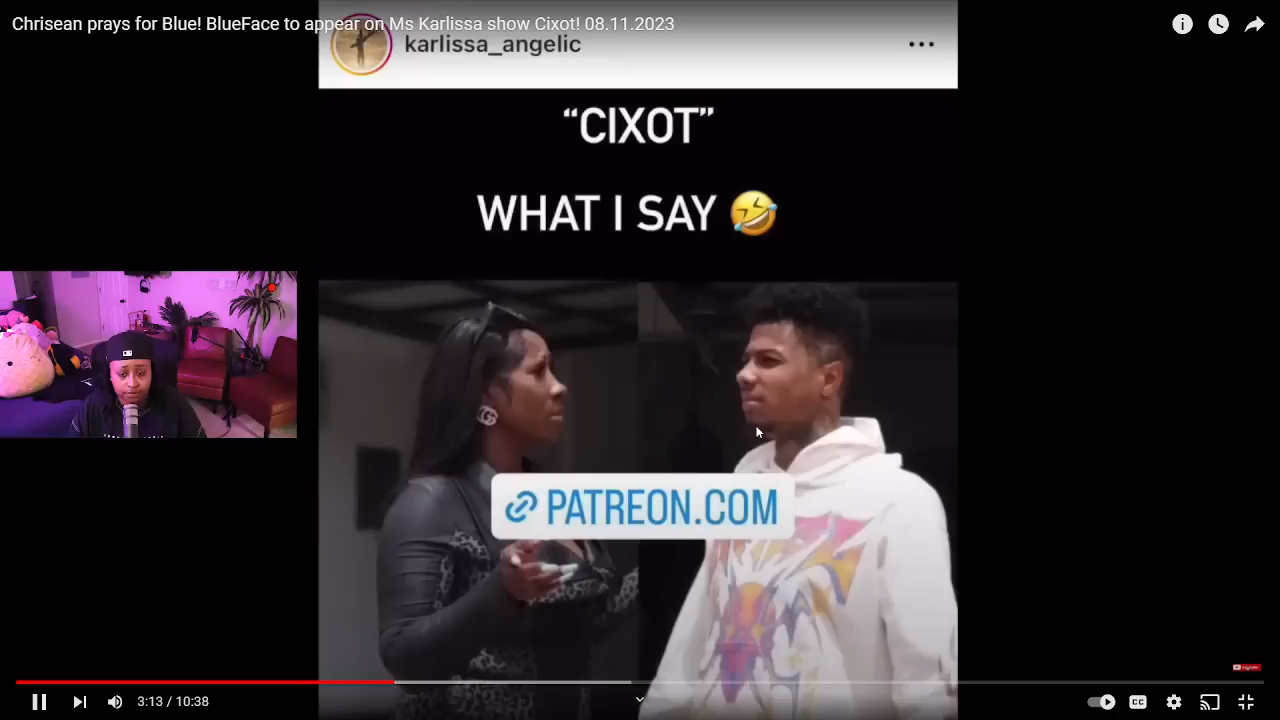 Chrisean prays for Blue! BlueFace to appear on Ms Karlissa show Cixot! 08.11.2023
karlissa_angelic
“CIXOT”
WHAT I SAY 🤣
PATREON.COM
3:13 / 10:38
CC